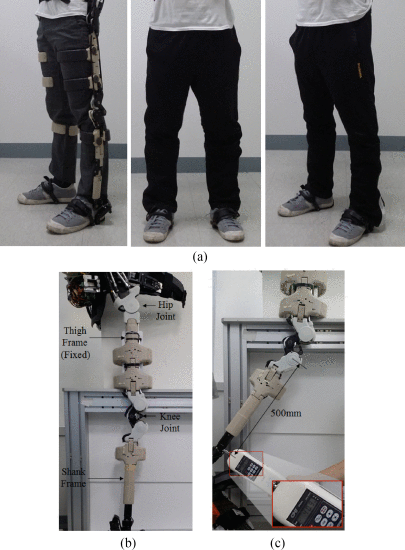 (a)
Hip
Joint
Thigh
Frame
(Fixed)
Knee
Joint
Shank
Frame
500mm
(b)
(c)